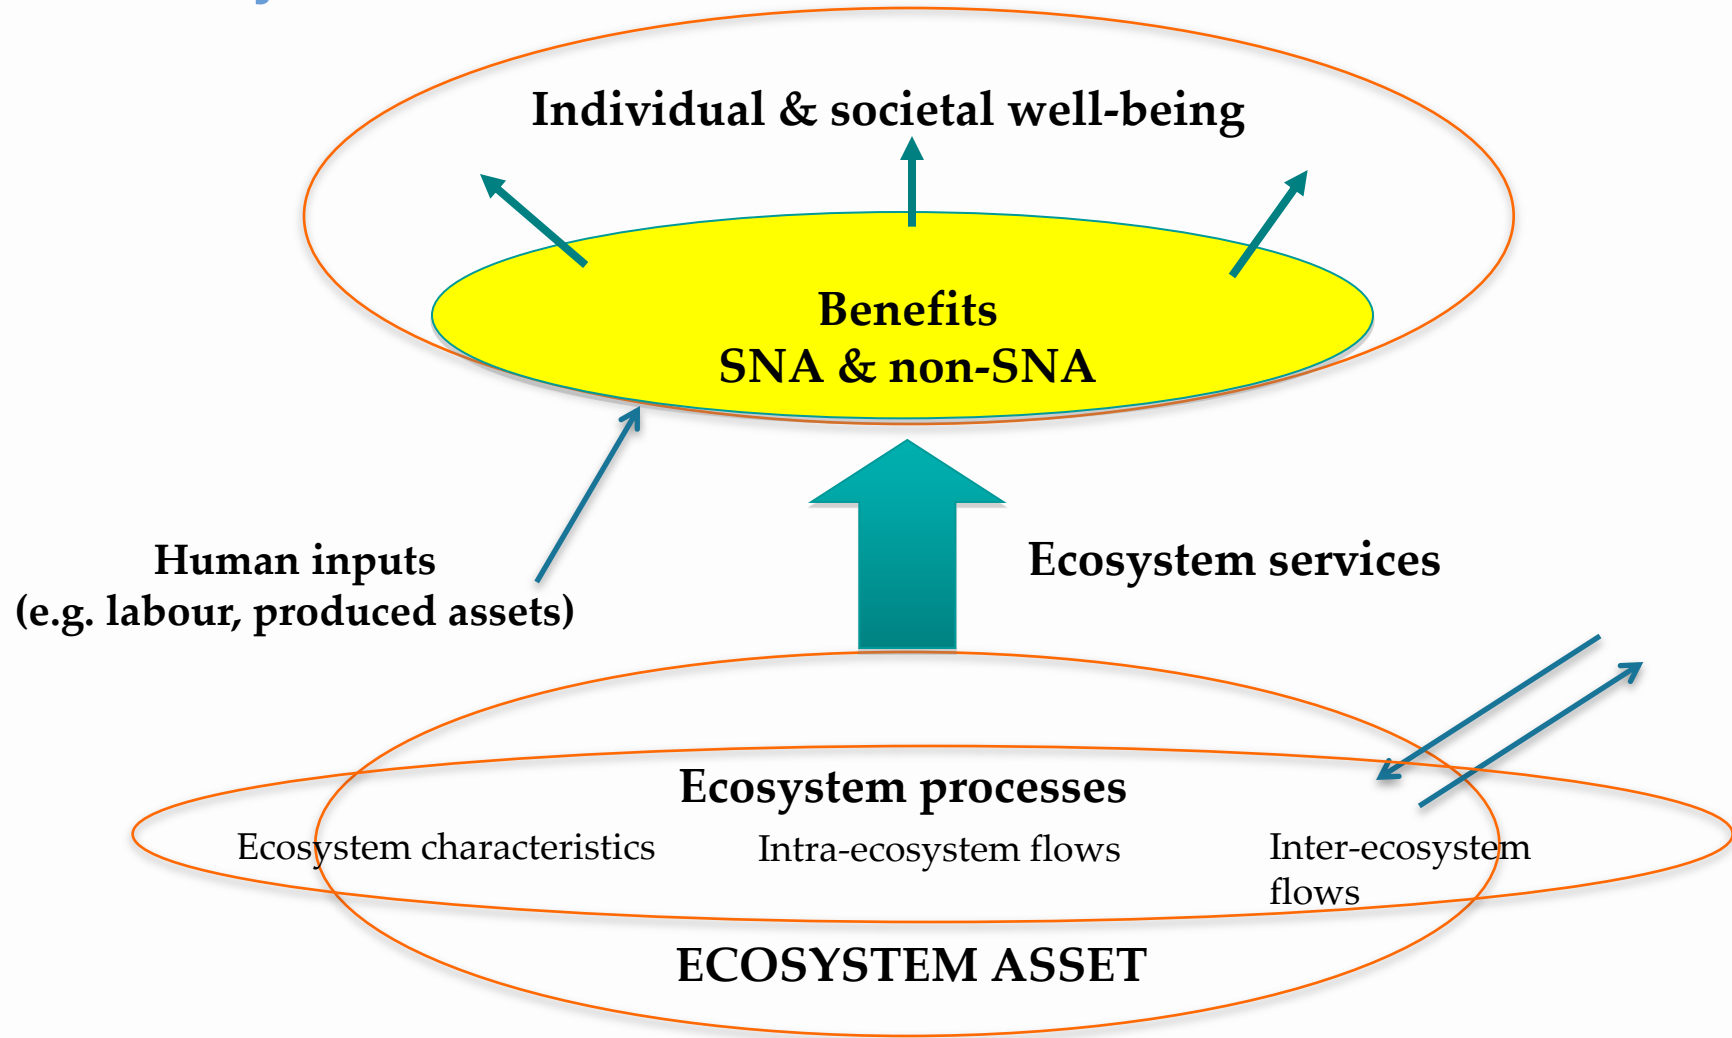 Individual & societal well-being
Benefits
SNA & non-SNA
Human inputs
(e.g. labour, produced assets)
Ecosystem services
Ecosystem processes
Ecosystem characteristics
Intra-ecosystem flows
Inter-ecosystem
flows
ECOSYSTEM ASSET